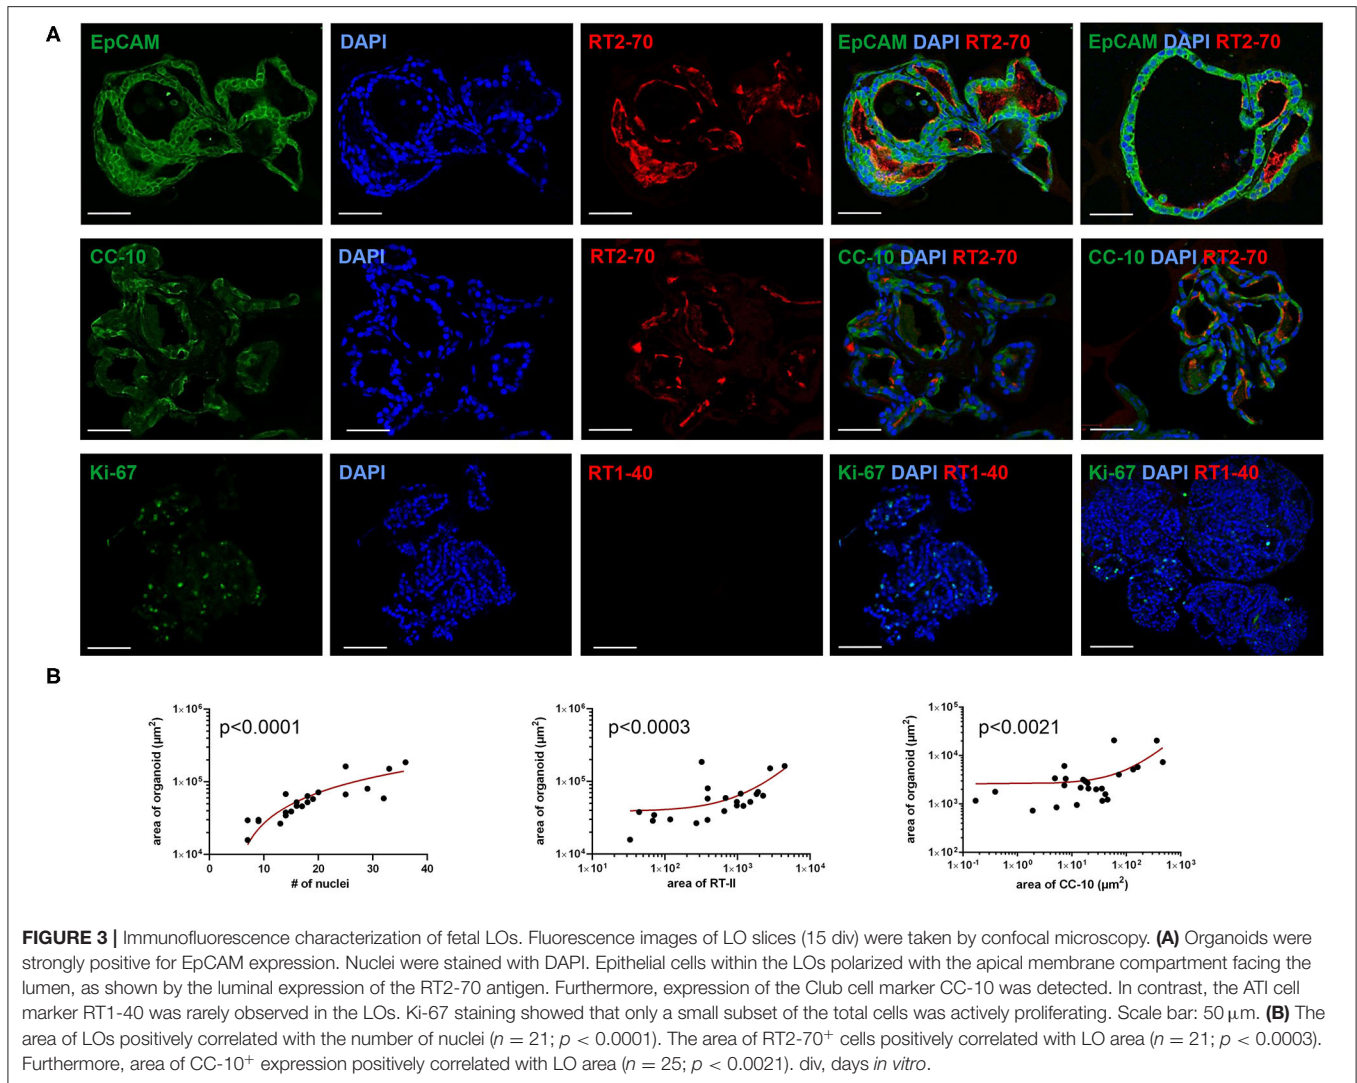 A
EpCAM
DAPI
RT2-70
EpCAM DAPI RT2-70
EpCAM DAPI RT2-70
CC-10
DAPI
RT2-70
CC-10 DAPI RT2-70
CC-10 DAPI RT2-70
Ki-67
DAPI
RT1-40
Ki-67 DAPI RT1-40
Ki-67 DAPI RT1-40
B
p<0.0001
area of organoid (µm²)
1×10⁶
1×10⁵
1×10⁴
0 10 20 30 40
# of nuclei
p<0.0003
area of organoid (µm²)
1×10⁶
1×10⁵
1×10⁴
1×10¹ 1×10² 1×10³ 1×10⁴
area of RT-II
p<0.0021
area of organoid (µm²)
1×10⁵
1×10⁴
1×10³
1×10²
1×10⁻¹ 1×10⁰ 1×10¹ 1×10² 1×10³
area of CC-10 (µm²)
FIGURE 3 | Immunofluorescence characterization of fetal LOs. Fluorescence images of LO slices (15 div) were taken by confocal microscopy. (A) Organoids were
strongly positive for EpCAM expression. Nuclei were stained with DAPI. Epithelial cells within the LOs polarized with the apical membrane compartment facing the
lumen, as shown by the luminal expression of the RT2-70 antigen. Furthermore, expression of the Club cell marker CC-10 was detected. In contrast, the ATI cell
marker RT1-40 was rarely observed in the LOs. Ki-67 staining showed that only a small subset of the total cells was actively proliferating. Scale bar: 50 µm. (B) The
area of LOs positively correlated with the number of nuclei (n = 21; p < 0.0001). The area of RT2-70⁺ cells positively correlated with LO area (n = 21; p < 0.0003).
Furthermore, area of CC-10⁺ expression positively correlated with LO area (n = 25; p < 0.0021). div, days in vitro.